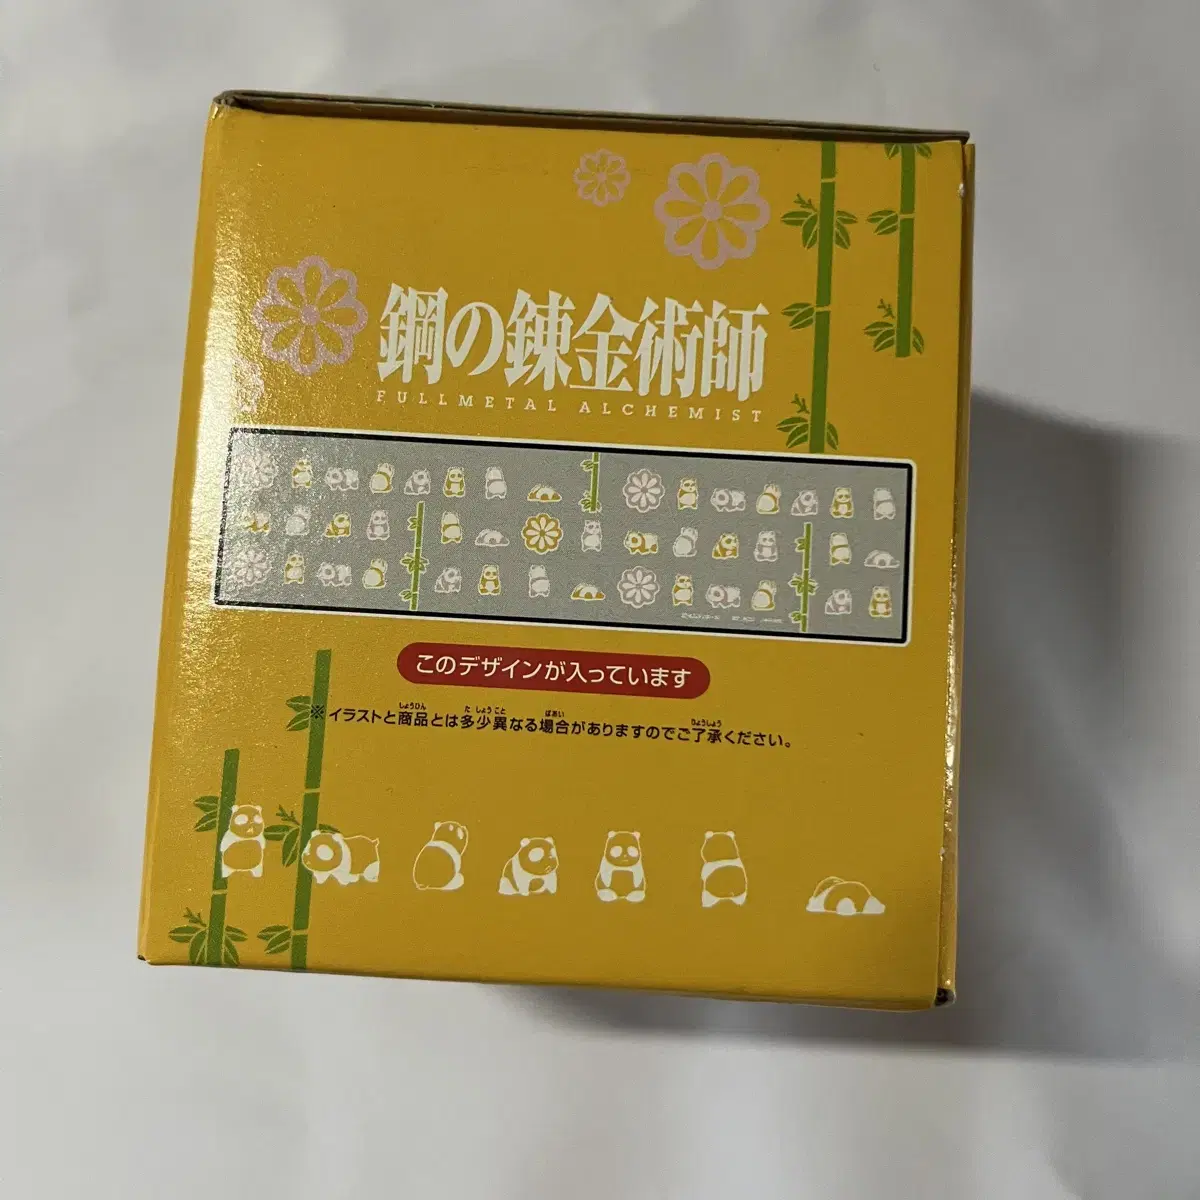 鋼の錬金術師
FULLMETAL ALCHEMIST
このデザインが入っています
※イラストと商品とは多少異なる場合がありますのでご了承ください。